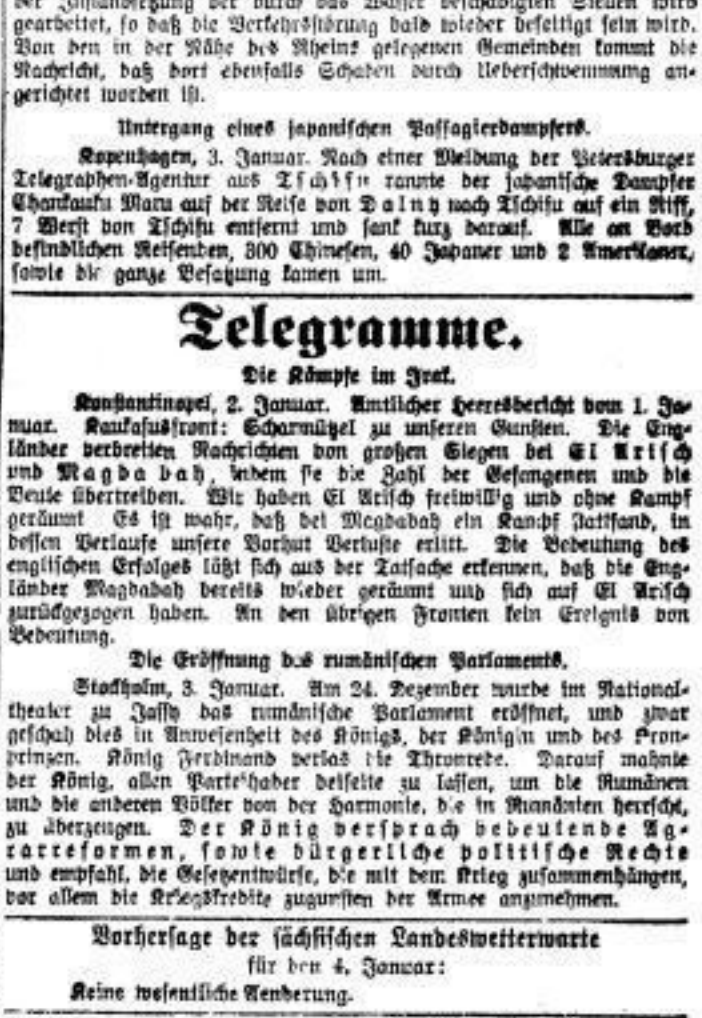 der Instandsetzung der durch das Wasser beschädigten Stellen wird
gearbeitet, so daß die Verkehrsstörung bald wieder beseitigt sein wird.
Von den in der Nähe des Rheins gelegenen Gemeinden kommt die
Nachricht, daß dort ebenfalls Schaden durch Ueberschwemmung an-
gerichtet worden ist.
Untergang eines japanischen Passagierdampfers.
Kopenhagen, 3. Januar. Nach einer Meldung der Petersburger
Telegraphen-Agentur aus Tschifu rannte der japanische Dampfer
Chankauku Maru auf der Reise von Dalny nach Tschifu auf ein Riff,
7 Werst von Tschifu entfernt und sank kurz darauf. Alle an Bord
befindlichen Reisenden, 300 Chinesen, 40 Japaner und 2 Amerikaner,
sowie die ganze Besatzung kamen um.
Telegramme.
Die Kämpfe im Irak.
Konstantinopel, 2. Januar. Amtlicher Heeresbericht vom 1. Ja-
nuar. Kaukasusfront: Scharmützel zu unseren Gunsten. Die Eng-
länder verbreiten Nachrichten von großen Siegen bei El Arisch
und Magdabah, indem sie die Zahl der Gefangenen und die
Beute übertreiben. Wir haben El Arisch freiwillig und ohne Kampf
geräumt Es ist wahr, daß bei Megdabah ein Kampf stattfand, in
dessen Verlaufe unsere Vorhut Verluste erlitt. Die Bedeutung des
englischen Erfolges läßt sich aus der Tatsache erkennen, daß die Eng-
länder Magdabah bereits wieder geräumt und sich auf El Arisch
zurückgezogen haben. An den übrigen Fronten kein Ereignis von
Bedeutung.
Die Eröffnung des rumänischen Parlaments.
Stockholm, 3. Januar. Am 24. Dezember wurde im National-
theater zu Jassy das rumänische Parlament eröffnet, und zwar
geschah dies in Anwesenheit des Königs, der Königin und des Kron-
prinzen. König Ferdinand verlas die Thronrede. Darauf mahnte
der König, allen Parteihader beiseite zu lassen, um die Rumänen
und die anderen Völker von der Harmonie, die in Rumänien herrscht,
zu überzeugen. Der König versprach bedeutende Ag-
rarreformen, sowie bürgerliche politische Rechte
und empfahl, die Gesetzentwürfe, die mit dem Krieg zusammenhängen,
vor allem die Kriegskredite zugunsten der Armee anzunehmen.
Vorhersage der sächsischen Landeswetterwarte
für den 4. Januar:
Keine wesentliche Aenderung.